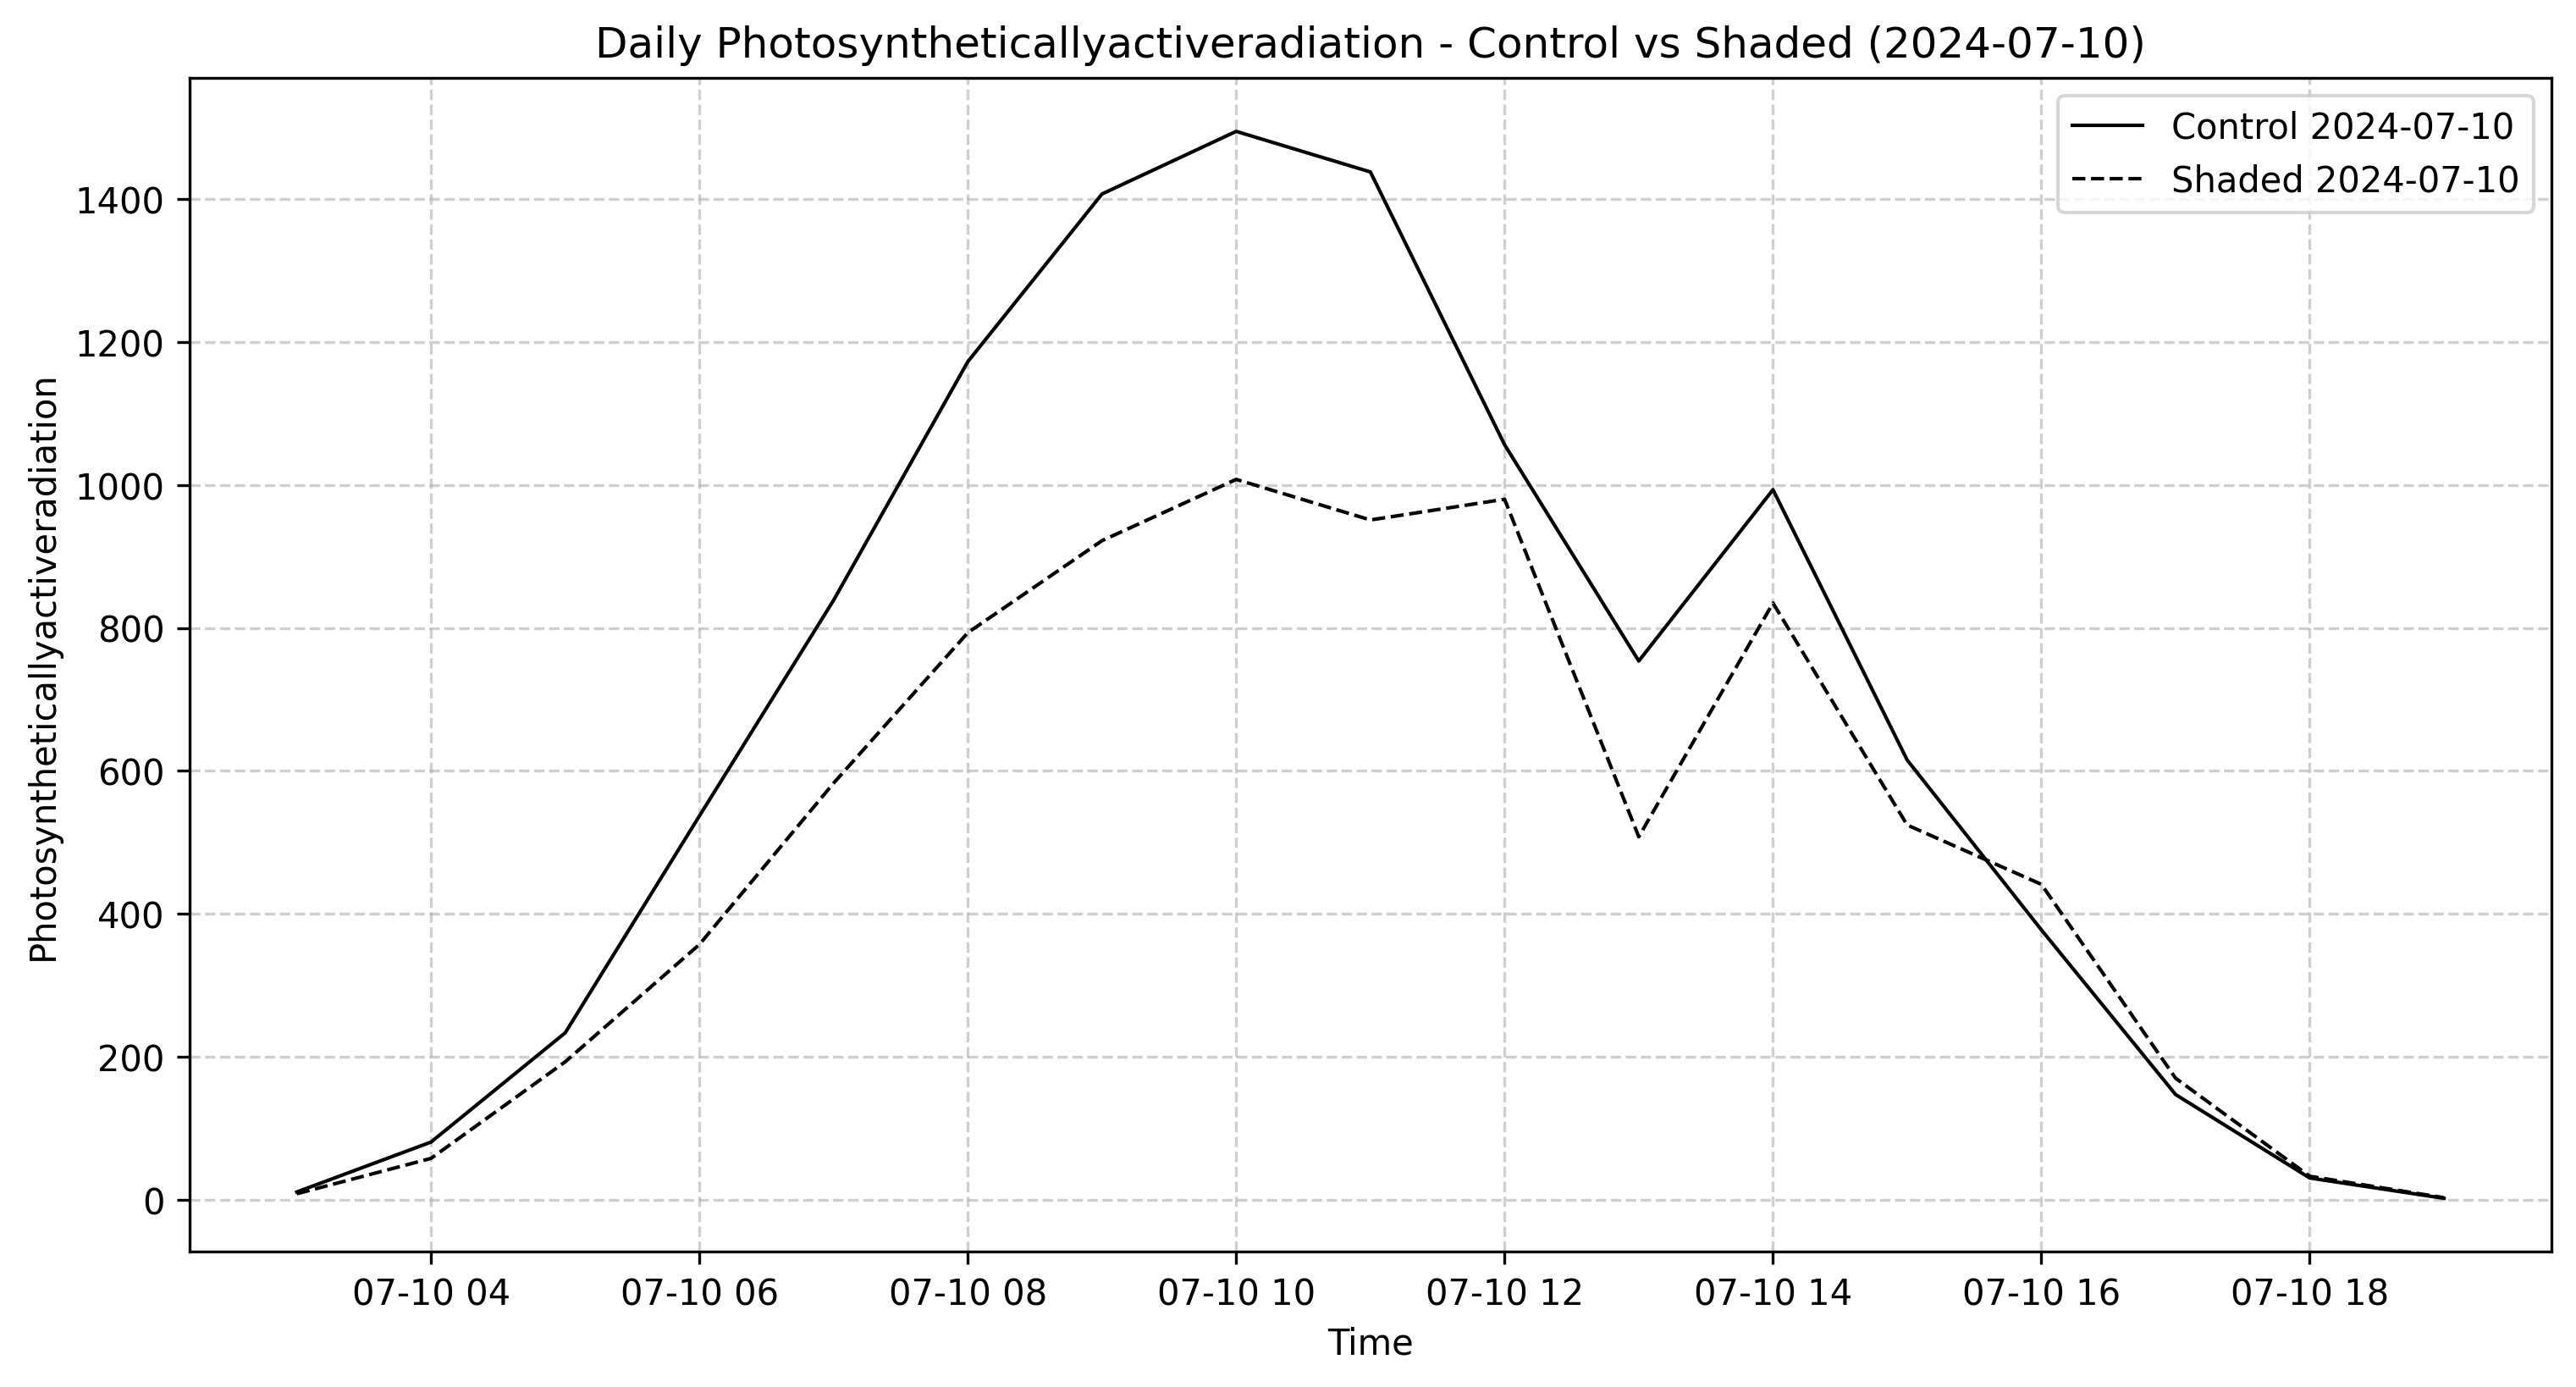 Daily Photosyntheticallyactiveradiation - Control vs Shaded (2024-07-10)
Control 2024-07-10
Shaded 2024-07-10
Photosyntheticallyactiveradiation
1400
1200
1000
800
600
400
200
0
07-10 04 07-10 06 07-10 08 07-10 10 07-10 12 07-10 14 07-10 16 07-10 18
Time